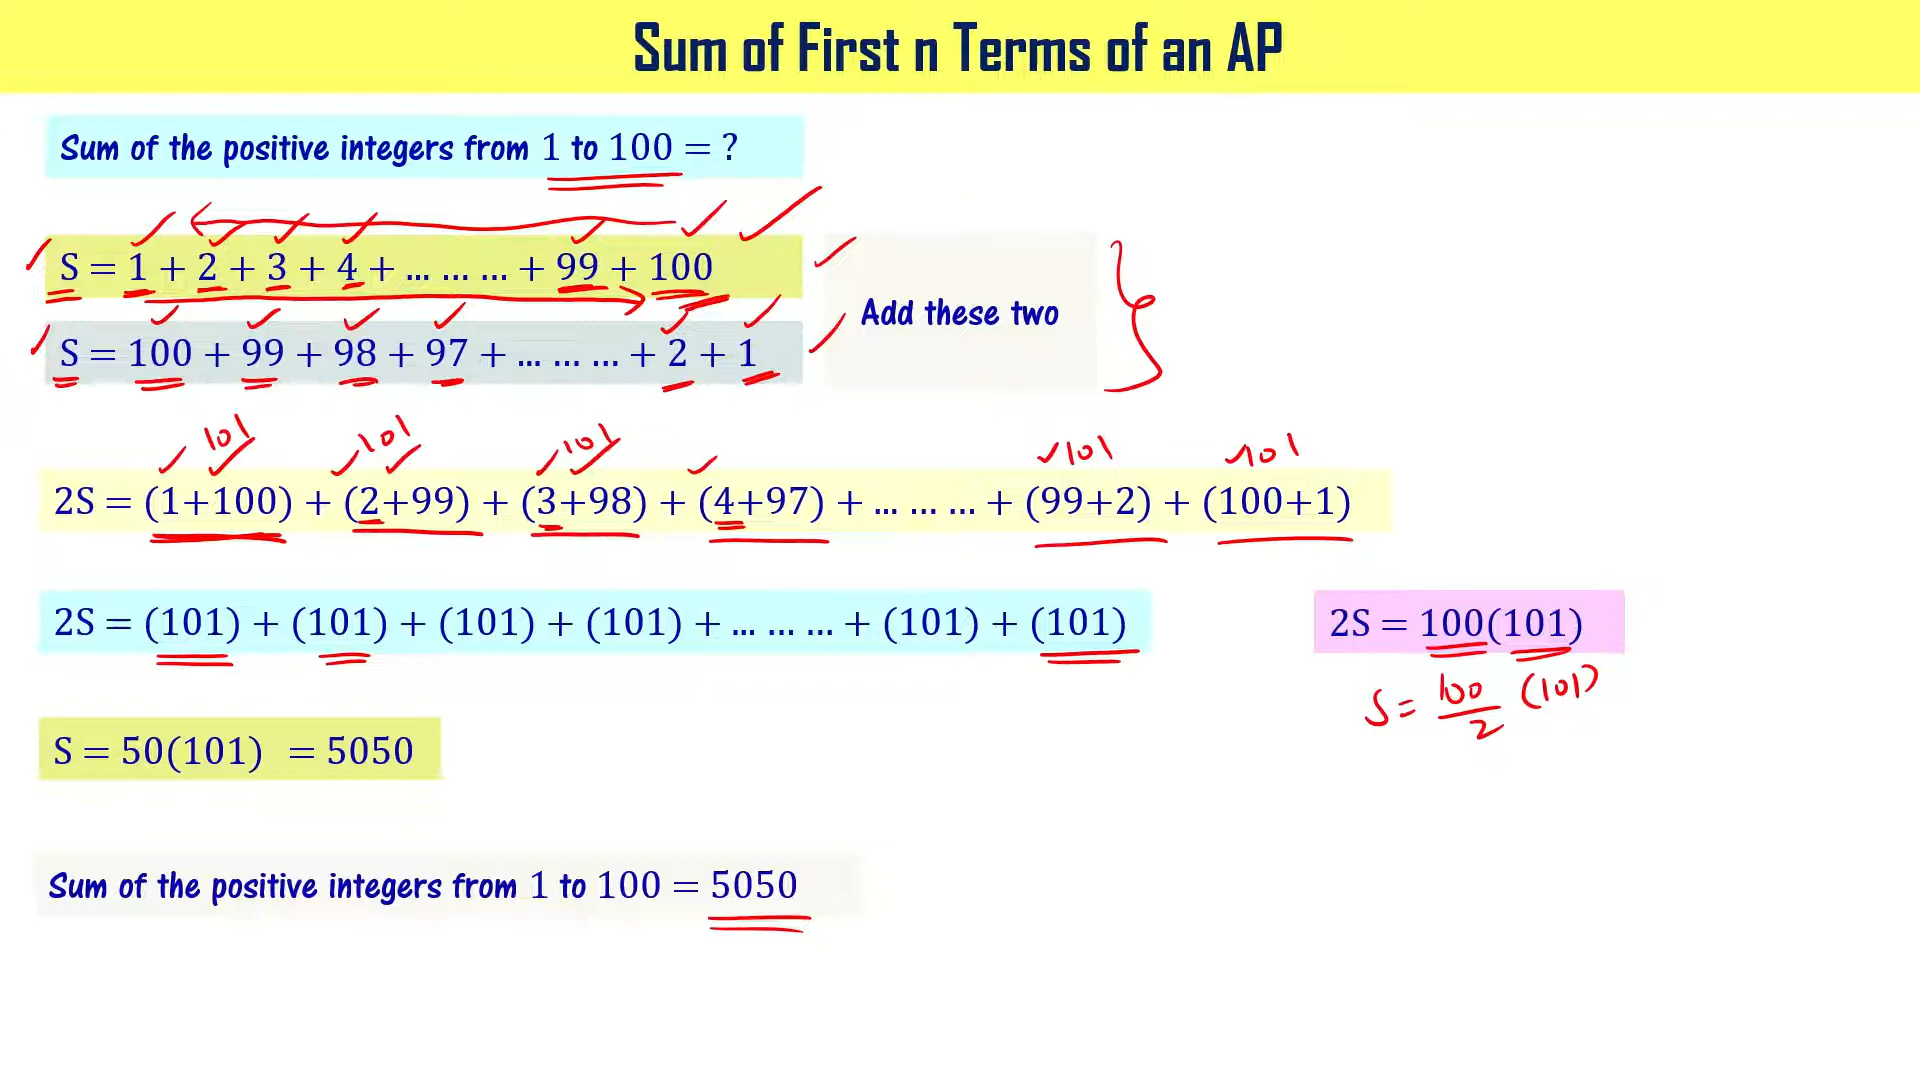 Sum of First n Terms of an AP
Sum of the positive integers from 1 to 100 = ?
S = 1 + 2 + 3 + 4 + ... ... ... + 99 + 100
S = 100 + 99 + 98 + 97 + ... ... ... + 2 + 1
Add these two
101 101 101 101 101
2S = (1+100) + (2+99) + (3+98) + (4+97) + ... ... ... + (99+2) + (100+1)
2S = (101) + (101) + (101) + (101) + ... ... ... + (101) + (101)
2S = 100(101)
S = 100/2 (101)
S = 50(101) = 5050
Sum of the positive integers from 1 to 100 = 5050